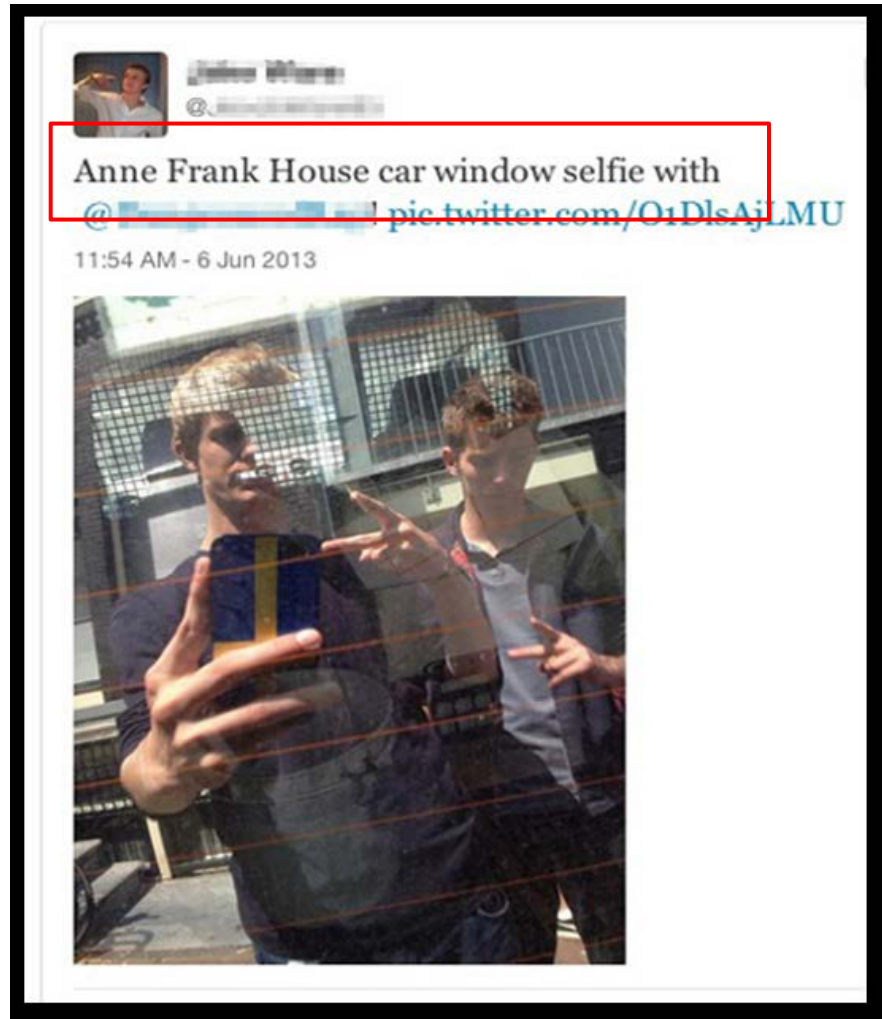 @
Anne Frank House car window selfie with
@ pic.twitter.com/O1DlsAjLMU
11:54 AM - 6 Jun 2013